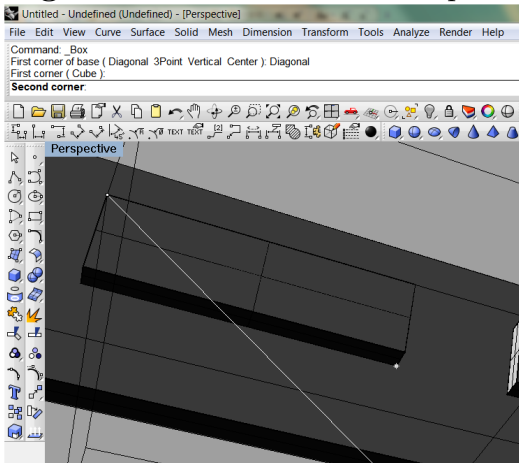 Untitled - Undefined (Undefined) - [Perspective]
File Edit View Curve Surface Solid Mesh Dimension Transform Tools Analyze Render Help
Command: _Box
First corner of base ( Diagonal 3Point Vertical Center ): Diagonal
First corner ( Cube ):
Second corner:
TEXT TEXT
Perspective